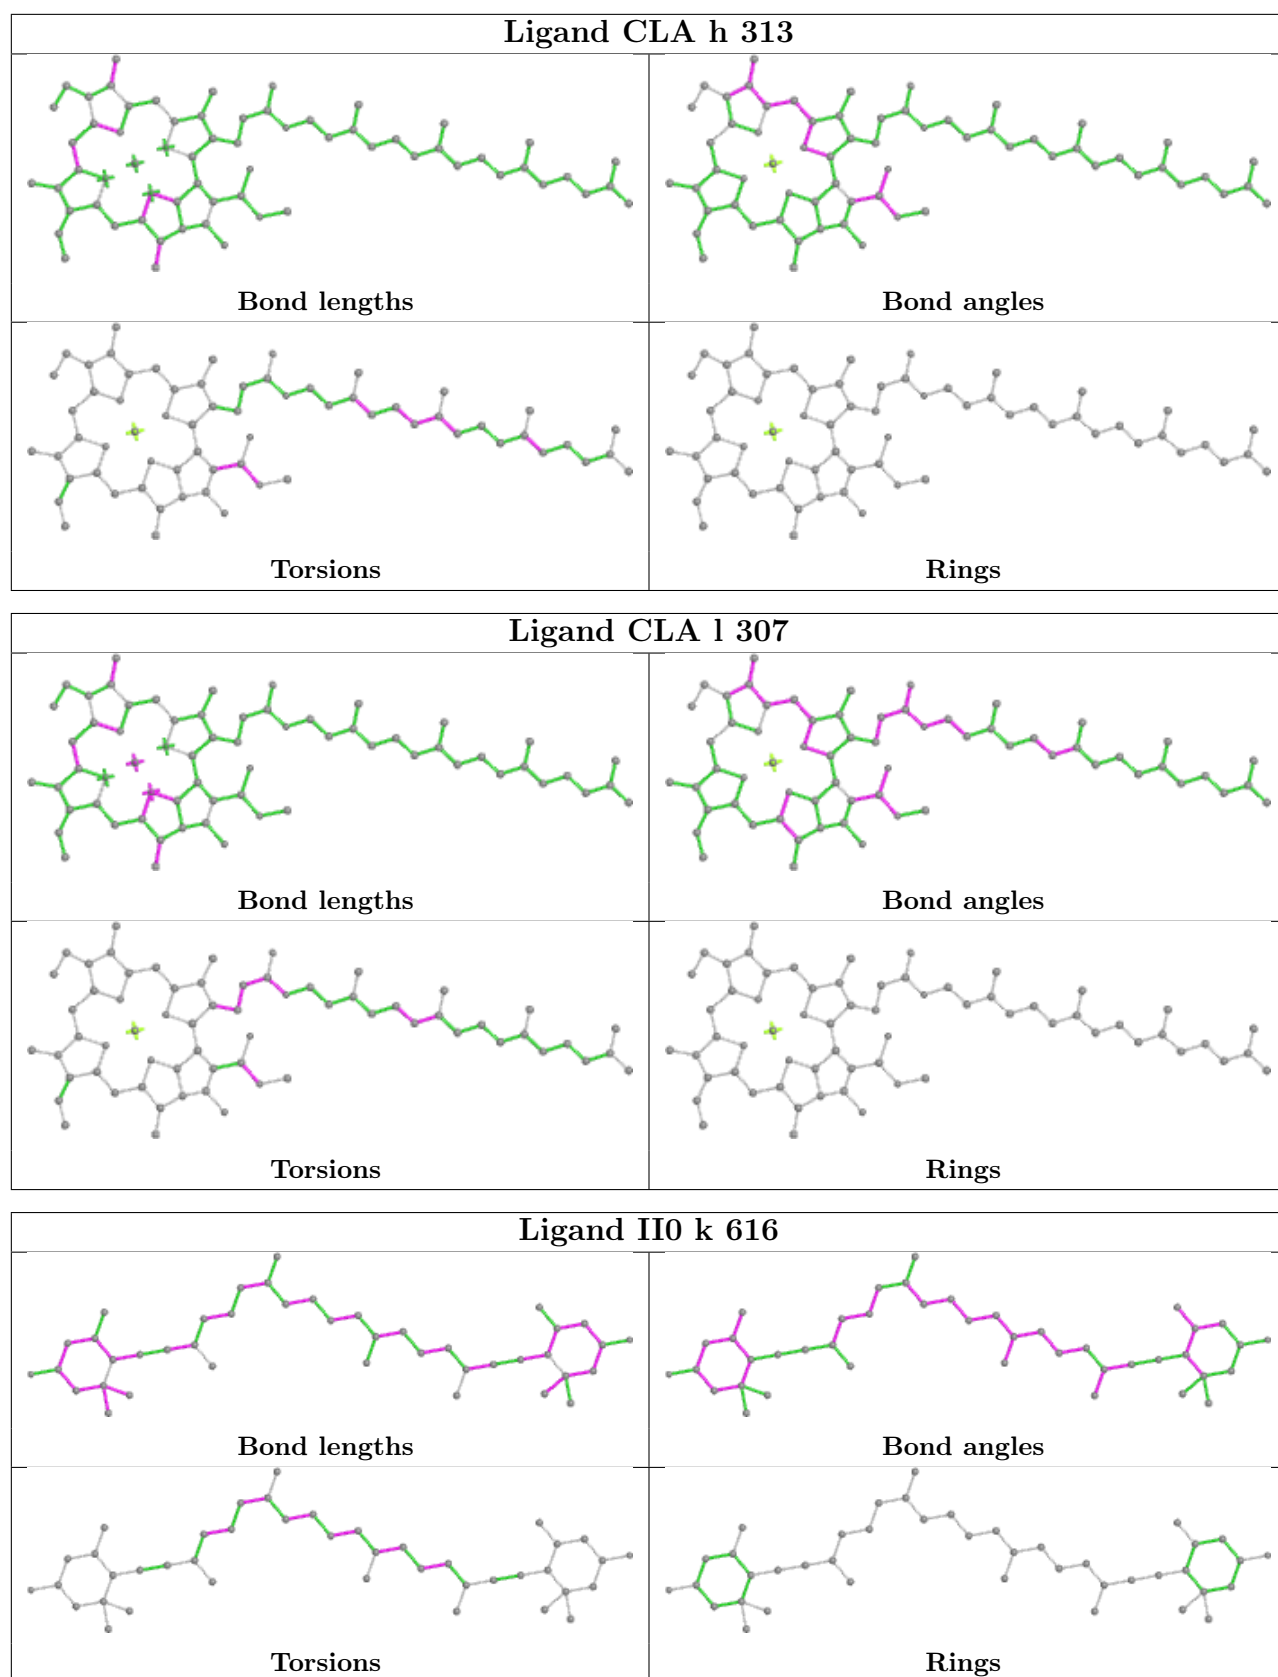 Ligand CLA h 313
Bond lengths
Bond angles
Torsions
Rings
Ligand CLA l 307
Bond lengths
Bond angles
Torsions
Rings
Ligand II0 k 616
Bond lengths
Bond angles
Torsions
Rings